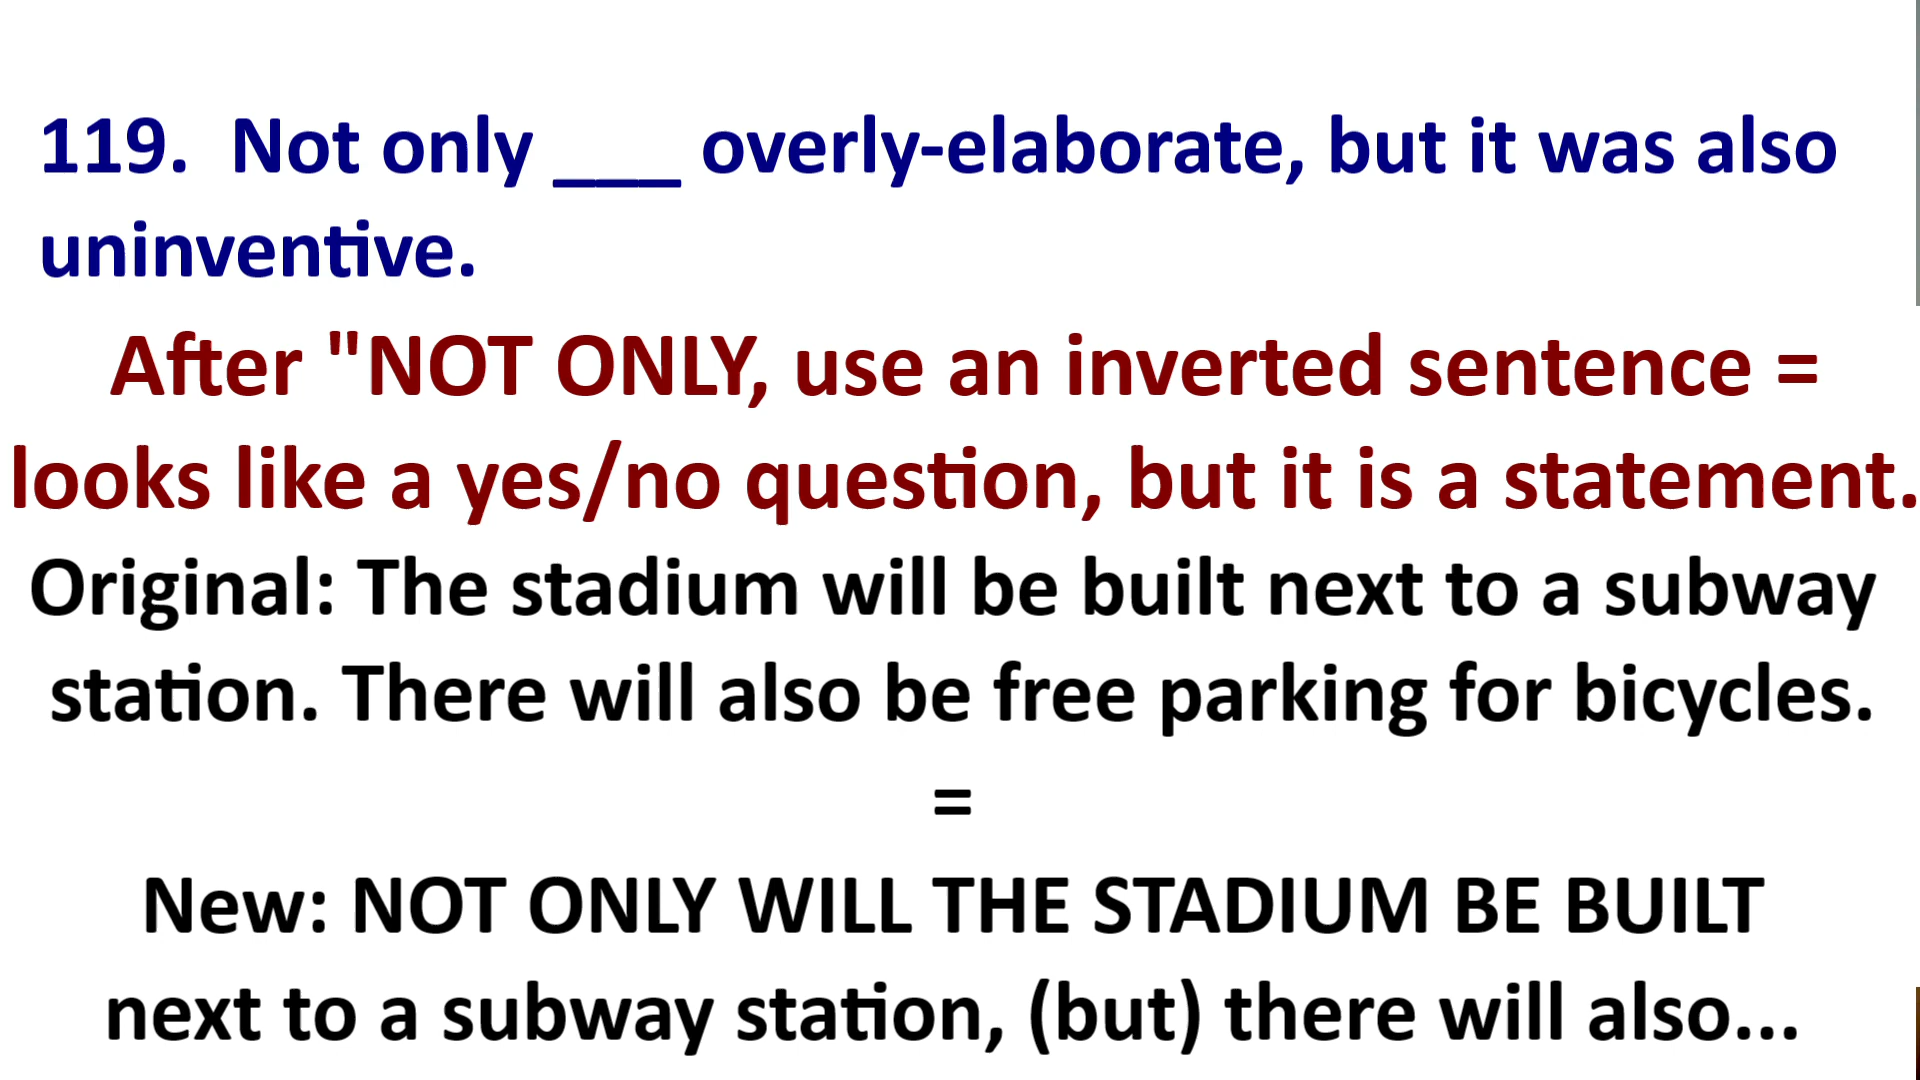 119.  Not only ___ overly-elaborate, but it was also
uninventive.
After "NOT ONLY, use an inverted sentence =
looks like a yes/no question, but it is a statement.
Original: The stadium will be built next to a subway
station. There will also be free parking for bicycles.
=
New: NOT ONLY WILL THE STADIUM BE BUILT
next to a subway station, (but) there will also...